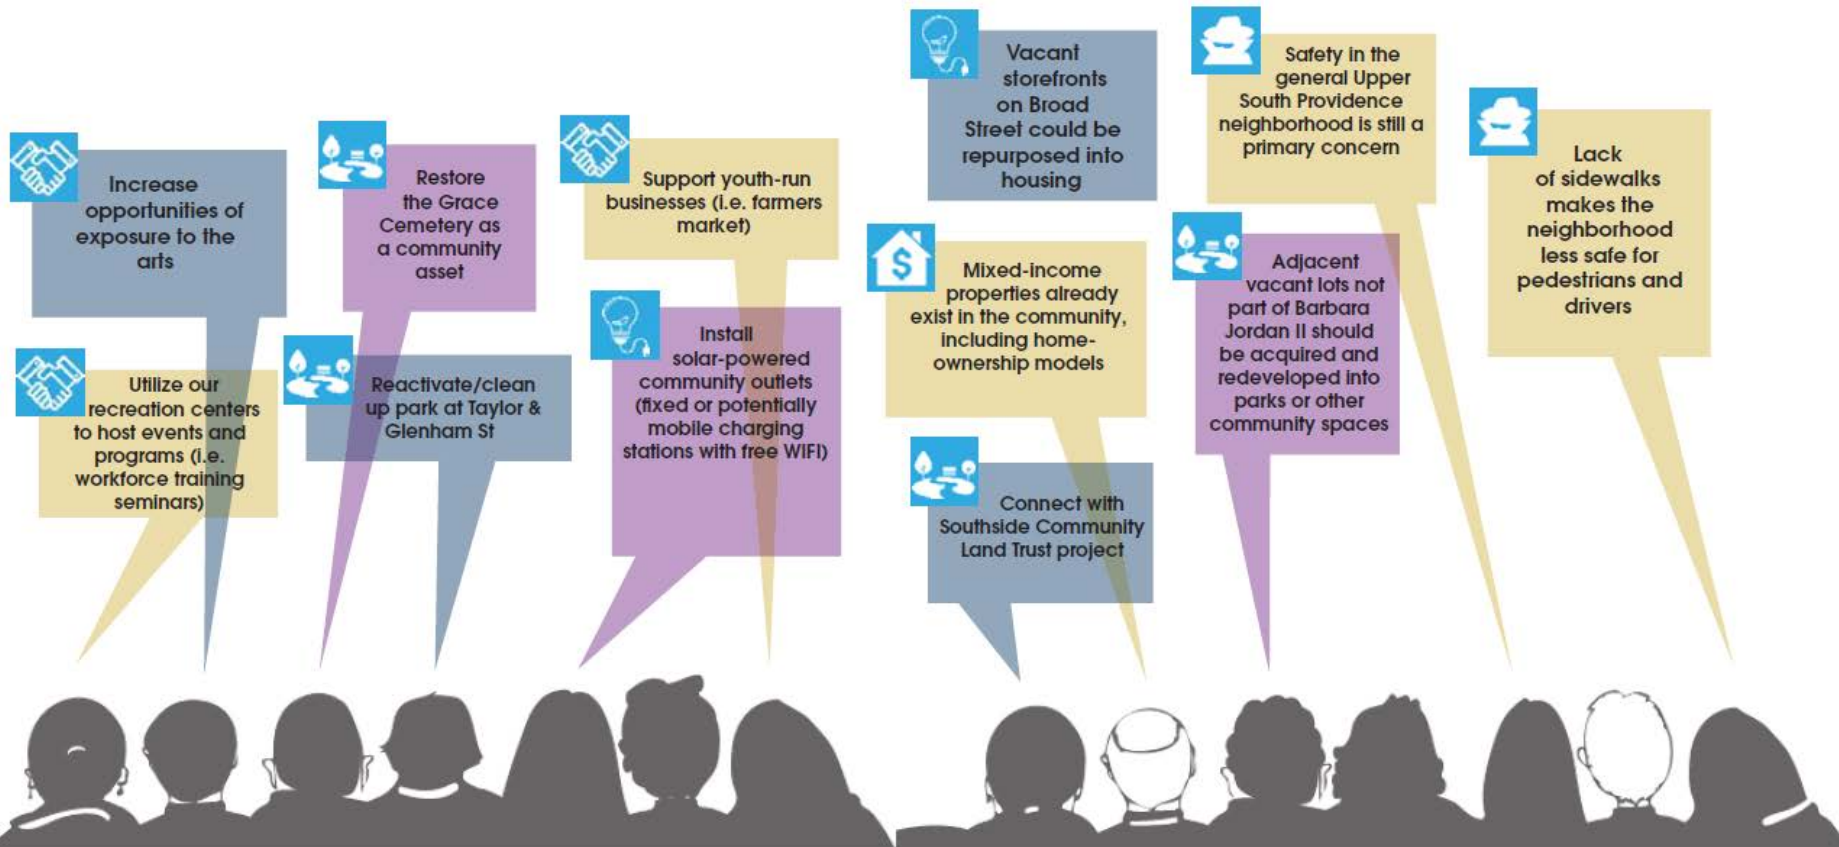 Increase
opportunities of
exposure to the
arts
Utilize our
recreation centers
to host events and
programs (i.e.
workforce training
seminars)
Restore
the Grace
Cemetery as
a community
asset
Reactivate/clean
up park at Taylor &
Glenham St
Support youth-run
businesses (i.e. farmers
market)
Install
solar-powered
community outlets
(fixed or potentially
mobile charging
stations with free WIFI)
Vacant
storefronts
on Broad
Street could be
repurposed into
housing
$
Mixed-income
properties already
exist in the community,
including home-
ownership models
Connect with
Southside Community
Land Trust project
Safety in the
general Upper
South Providence
neighborhood is still a
primary concern
Adjacent
vacant lots not
part of Barbara
Jordan II should
be acquired and
redeveloped into
parks or other
community spaces
Lack
of sidewalks
makes the
neighborhood
less safe for
pedestrians and
drivers